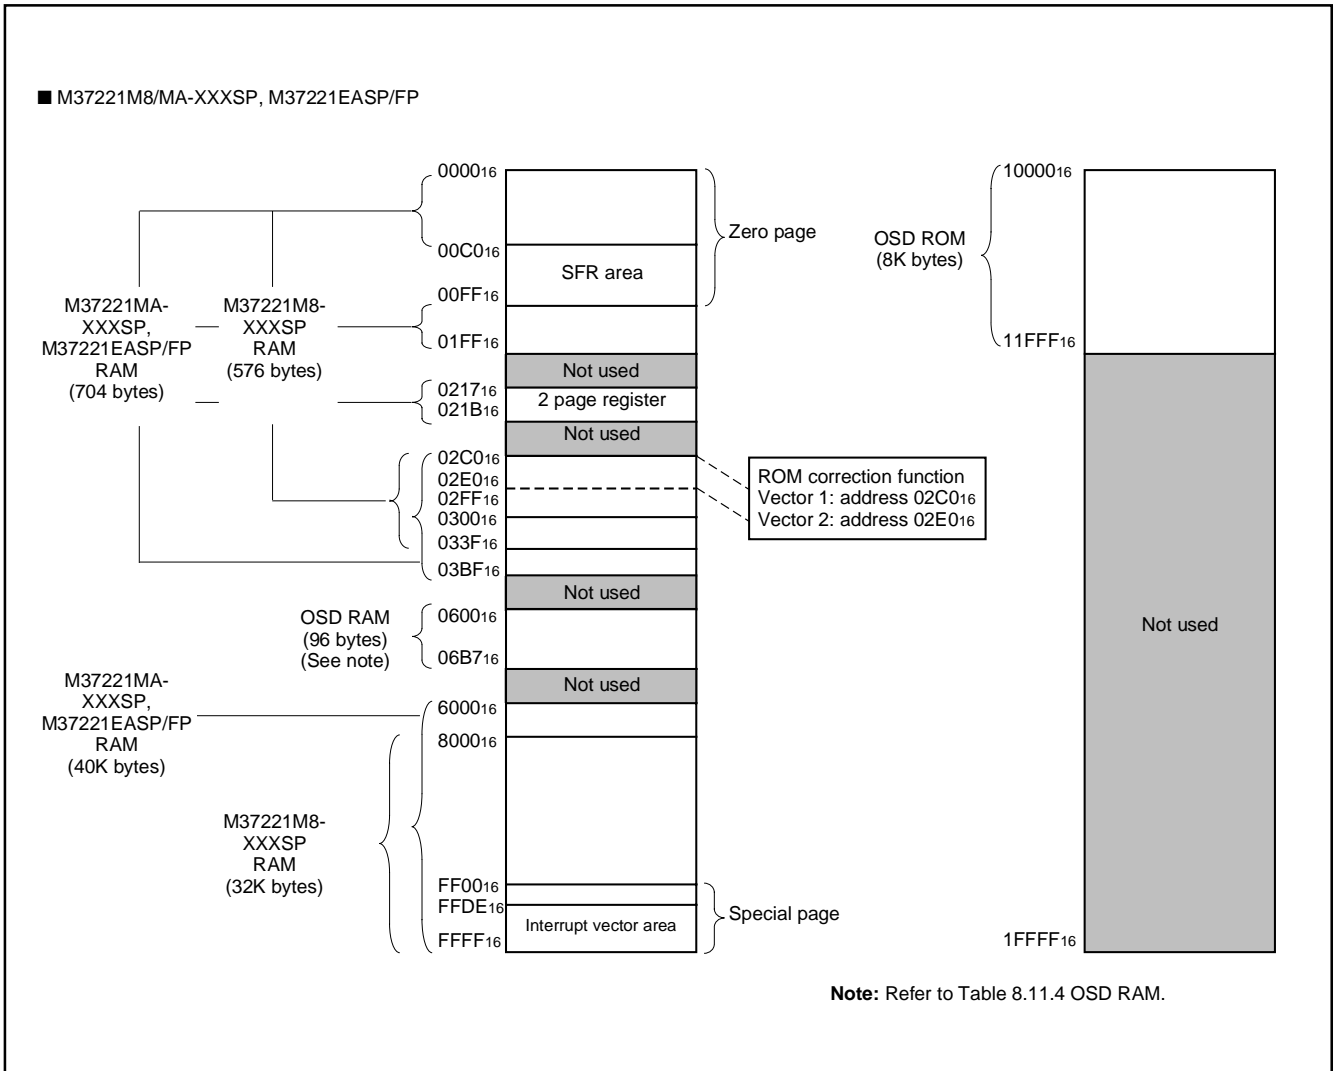 ■ M37221M8/MA-XXXSP, M37221EASP/FP
000016
00C016
00FF16
01FF16
021716
021B16
02C016
02E016
02FF16
030016
033F16
03BF16
060016
06B716
600016
800016
FF0016
FFDE16
FFFF16
M37221MA-
XXXSP,
M37221EASP/FP
RAM
(704 bytes)
M37221M8-
XXXSP
RAM
(576 bytes)
OSD RAM
(96 bytes)
(See note)
M37221MA-
XXXSP,
M37221EASP/FP
RAM
(40K bytes)
M37221M8-
XXXSP
RAM
(32K bytes)
SFR area
Not used
2 page register
Not used
Not used
Not used
Interrupt vector area
Zero page
ROM correction function
Vector 1: address 02C016
Vector 2: address 02E016
Special page
OSD ROM
(8K bytes)
1000016
11FFF16
1FFFF16
Not used
Note: Refer to Table 8.11.4 OSD RAM.